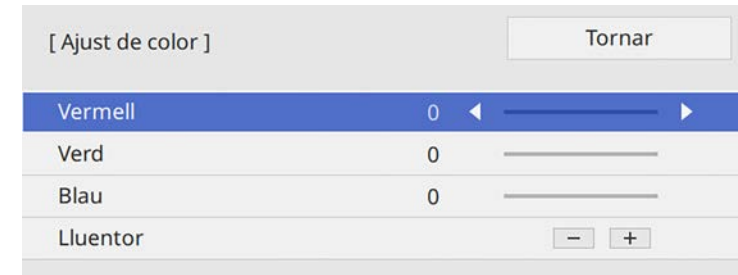 [ Ajust de color ] Tornar
Vermell 0
Verd 0
Blau 0
Lluentor − +